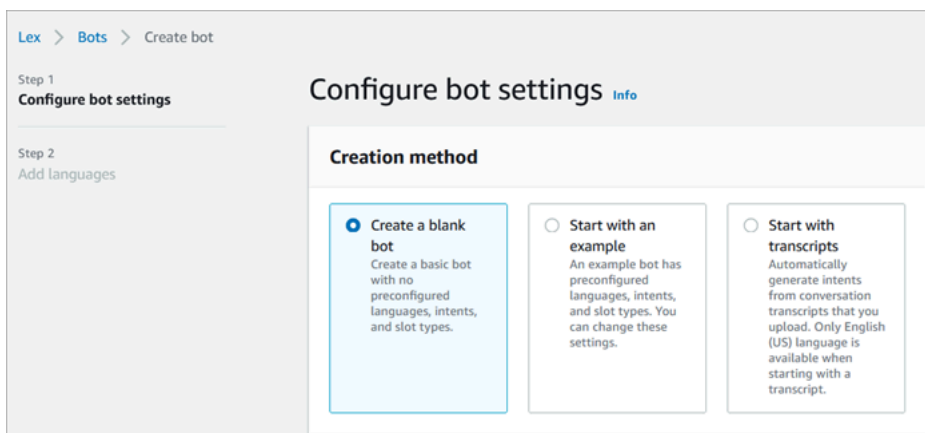 Lex > Bots > Create bot
Step 1
Configure bot settings
Step 2
Add languages
Configure bot settings Info
Creation method
Create a blank
bot
Create a basic bot
with no
preconfigured
languages, intents,
and slot types.
Start with an
example
An example bot has
preconfigured
languages, intents,
and slot types. You
can change these
settings.
Start with
transcripts
Automatically
generate intents
from conversation
transcripts that you
upload. Only English
(US) language is
available when
starting with a
transcript.